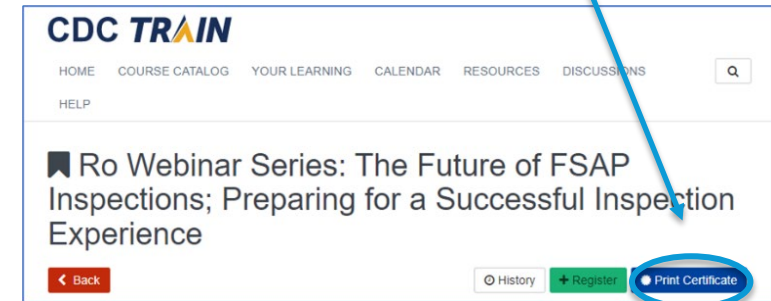 CDC TRAIN
HOME COURSE CATALOG YOUR LEARNING CALENDAR RESOURCES DISCUSSIONS
HELP
Ro Webinar Series: The Future of FSAP
Inspections; Preparing for a Successful Inspection
Experience
Back History + Register Print Certificate